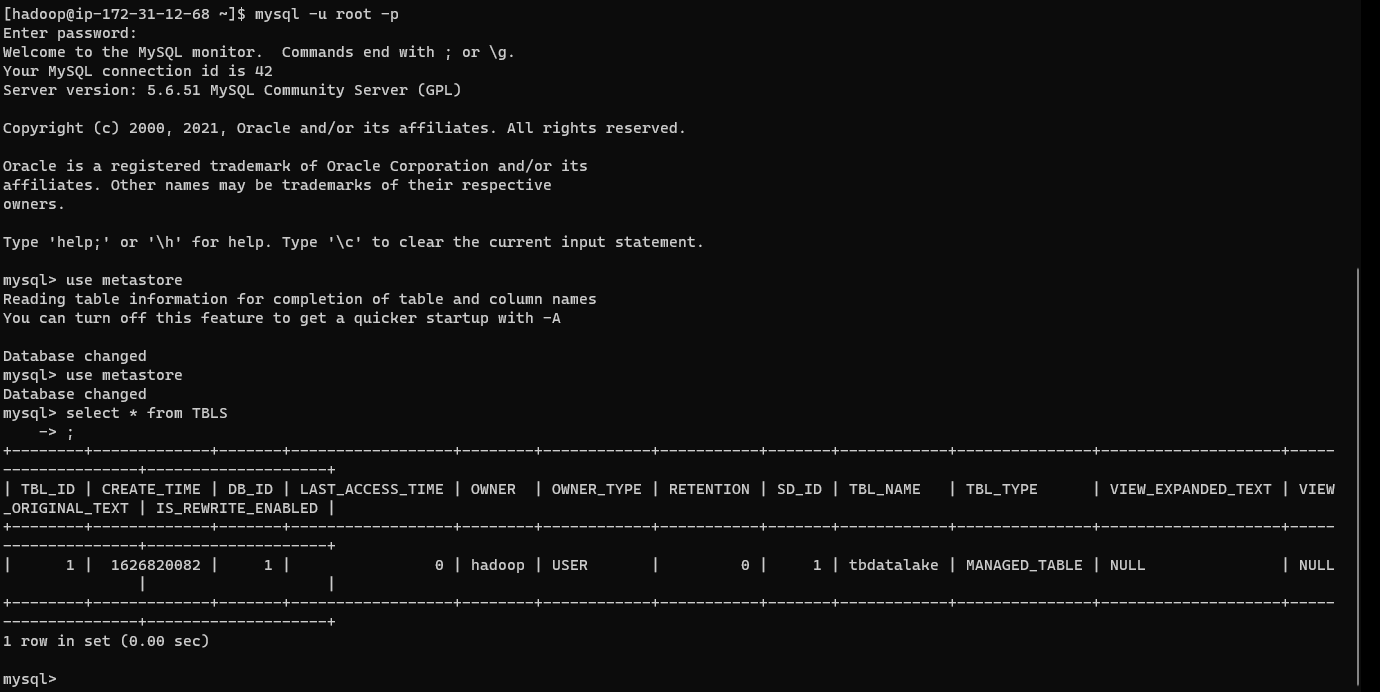 [hadoop@ip-172-31-12-68 ~]$ mysql -u root -p
Enter password:
Welcome to the MySQL monitor.  Commands end with ; or \g.
Your MySQL connection id is 42
Server version: 5.6.51 MySQL Community Server (GPL)

Copyright (c) 2000, 2021, Oracle and/or its affiliates. All rights reserved.

Oracle is a registered trademark of Oracle Corporation and/or its
affiliates. Other names may be trademarks of their respective
owners.

Type 'help;' or '\h' for help. Type '\c' to clear the current input statement.

mysql> use metastore
Reading table information for completion of table and column names
You can turn off this feature to get a quicker startup with -A

Database changed
mysql> use metastore
Database changed
mysql> select * from TBLS
    -> ;
+--------+-------------+-------+------------------+--------+------------+-----------+-------+------------+---------------+--------------------+-----
---------------+--------------------+
| TBL_ID | CREATE_TIME | DB_ID | LAST_ACCESS_TIME | OWNER  | OWNER_TYPE | RETENTION | SD_ID | TBL_NAME   | TBL_TYPE      | VIEW_EXPANDED_TEXT | VIEW
_ORIGINAL_TEXT | IS_REWRITE_ENABLED |
+--------+-------------+-------+------------------+--------+------------+-----------+-------+------------+---------------+--------------------+-----
---------------+--------------------+
|      1 |  1626820082 |     1 |                0 | hadoop | USER       |         0 |     1 | tbdatalake | MANAGED_TABLE | NULL               | NULL
               |                    |
+--------+-------------+-------+------------------+--------+------------+-----------+-------+------------+---------------+--------------------+-----
---------------+--------------------+
1 row in set (0.00 sec)

mysql>